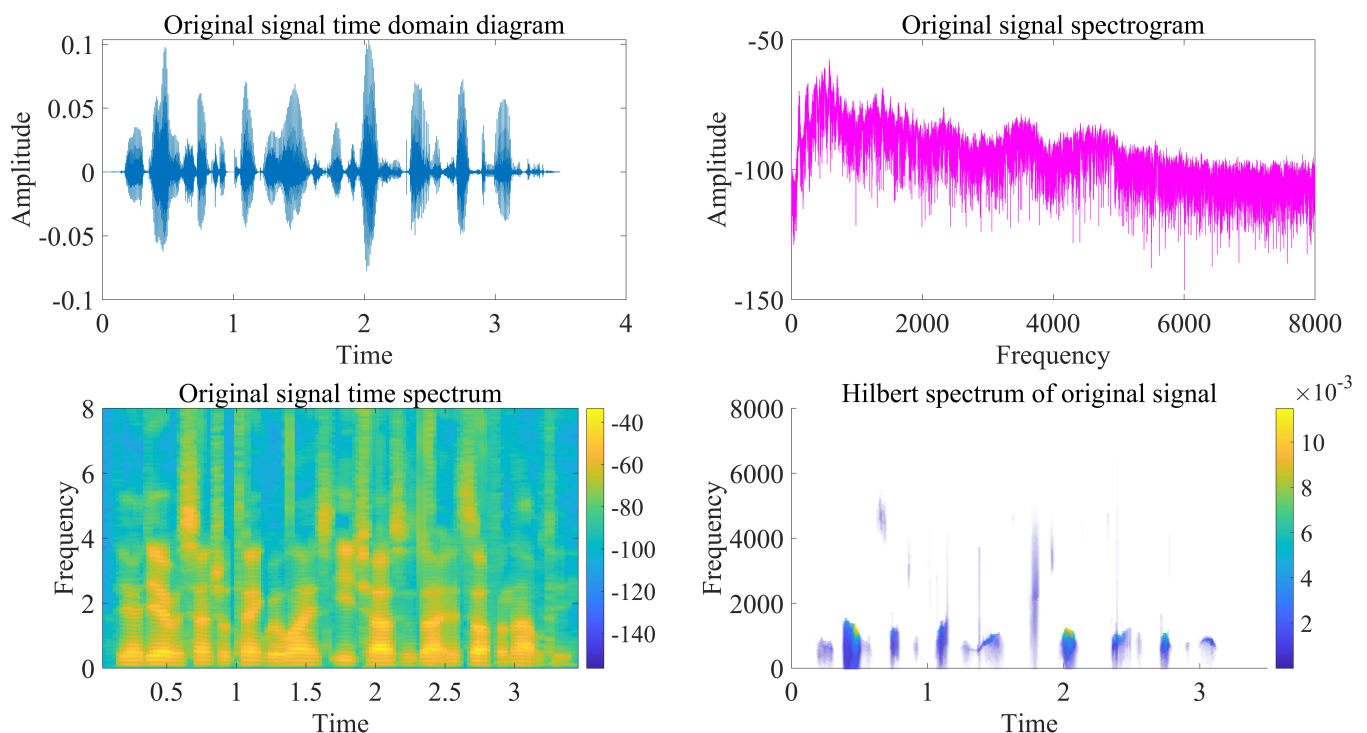 Original signal time domain diagram
0.1
0.05
0
-0.05
-0.1
Amplitude
0 1 2 3 4
Time
Original signal spectrogram
-50
-100
-150
Amplitude
0 2000 4000 6000 8000
Frequency
Original signal time spectrum
8
6
4
2
0
Frequency
0.5 1 1.5 2 2.5 3
Time
-40
-60
-80
-100
-120
-140
Hilbert spectrum of original signal
8000
6000
4000
2000
0
Frequency
0 1 2 3
Time
×10⁻³
10
8
6
4
2